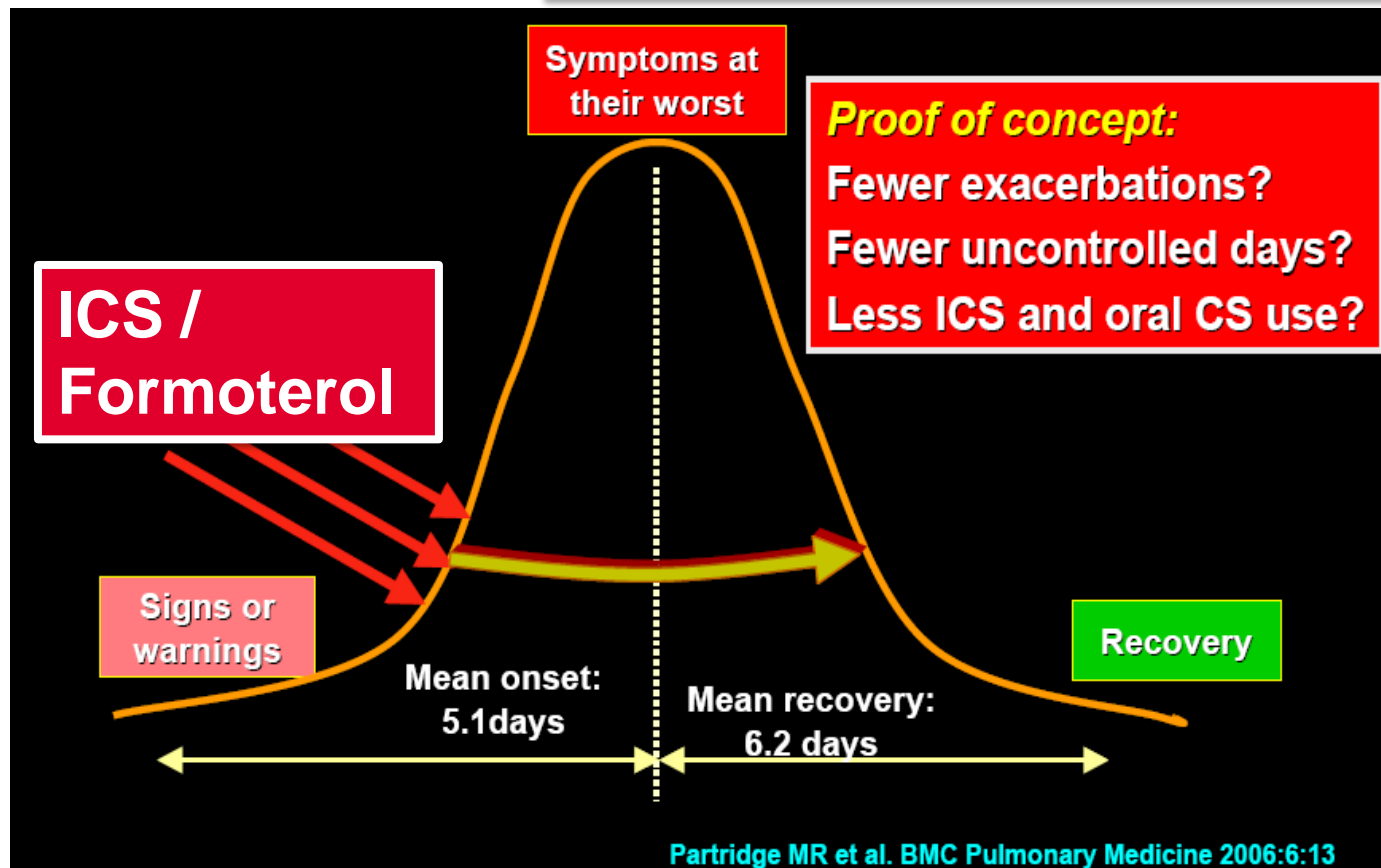 Symptoms at
their worst
Proof of concept:
Fewer exacerbations?
Fewer uncontrolled days?
Less ICS and oral CS use?
ICS /
Formoterol
Signs or
warnings
Mean onset:
5.1days
Mean recovery:
6.2 days
Recovery
Partridge MR et al. BMC Pulmonary Medicine 2006:6:13